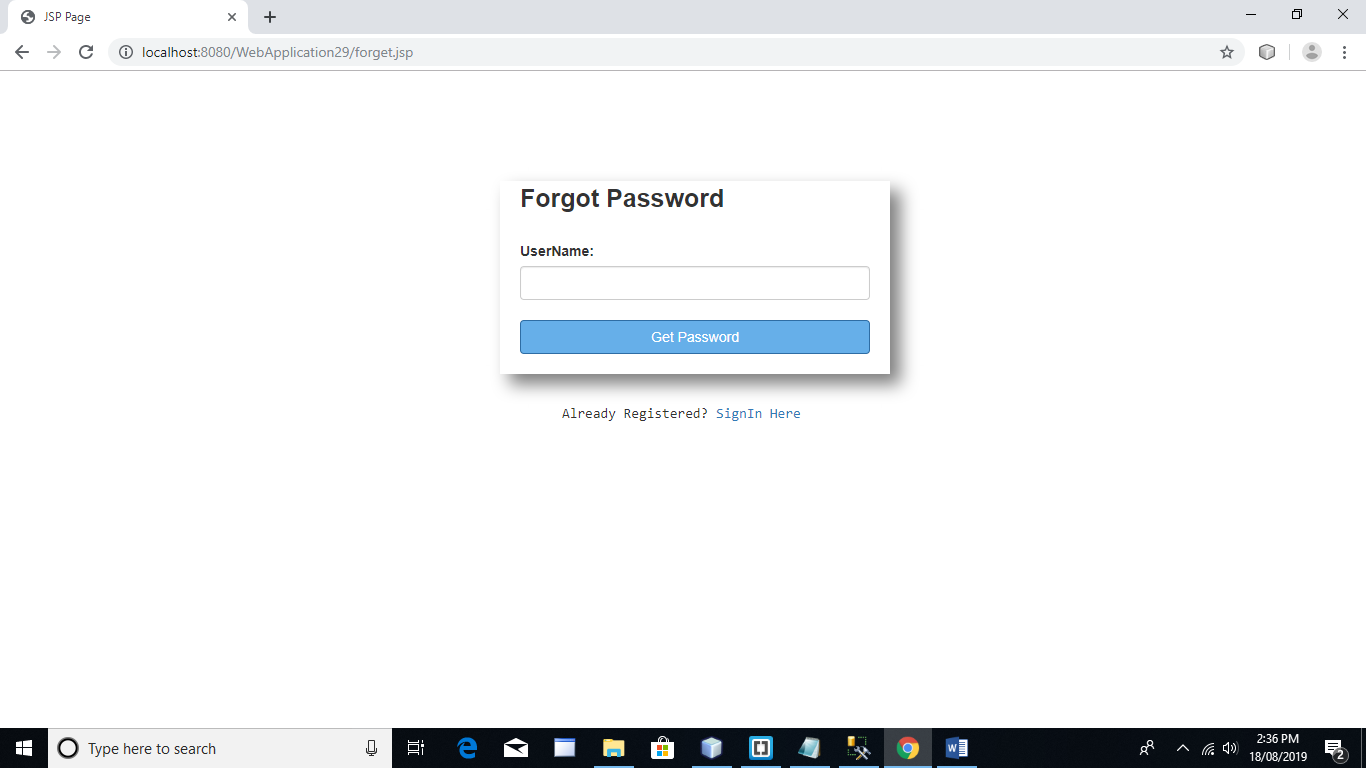 JSP Page
localhost:8080/WebApplication29/forget.jsp
Forgot Password
UserName:
Get Password
Already Registered? SignIn Here
Type here to search
2:36 PM
18/08/2019
2